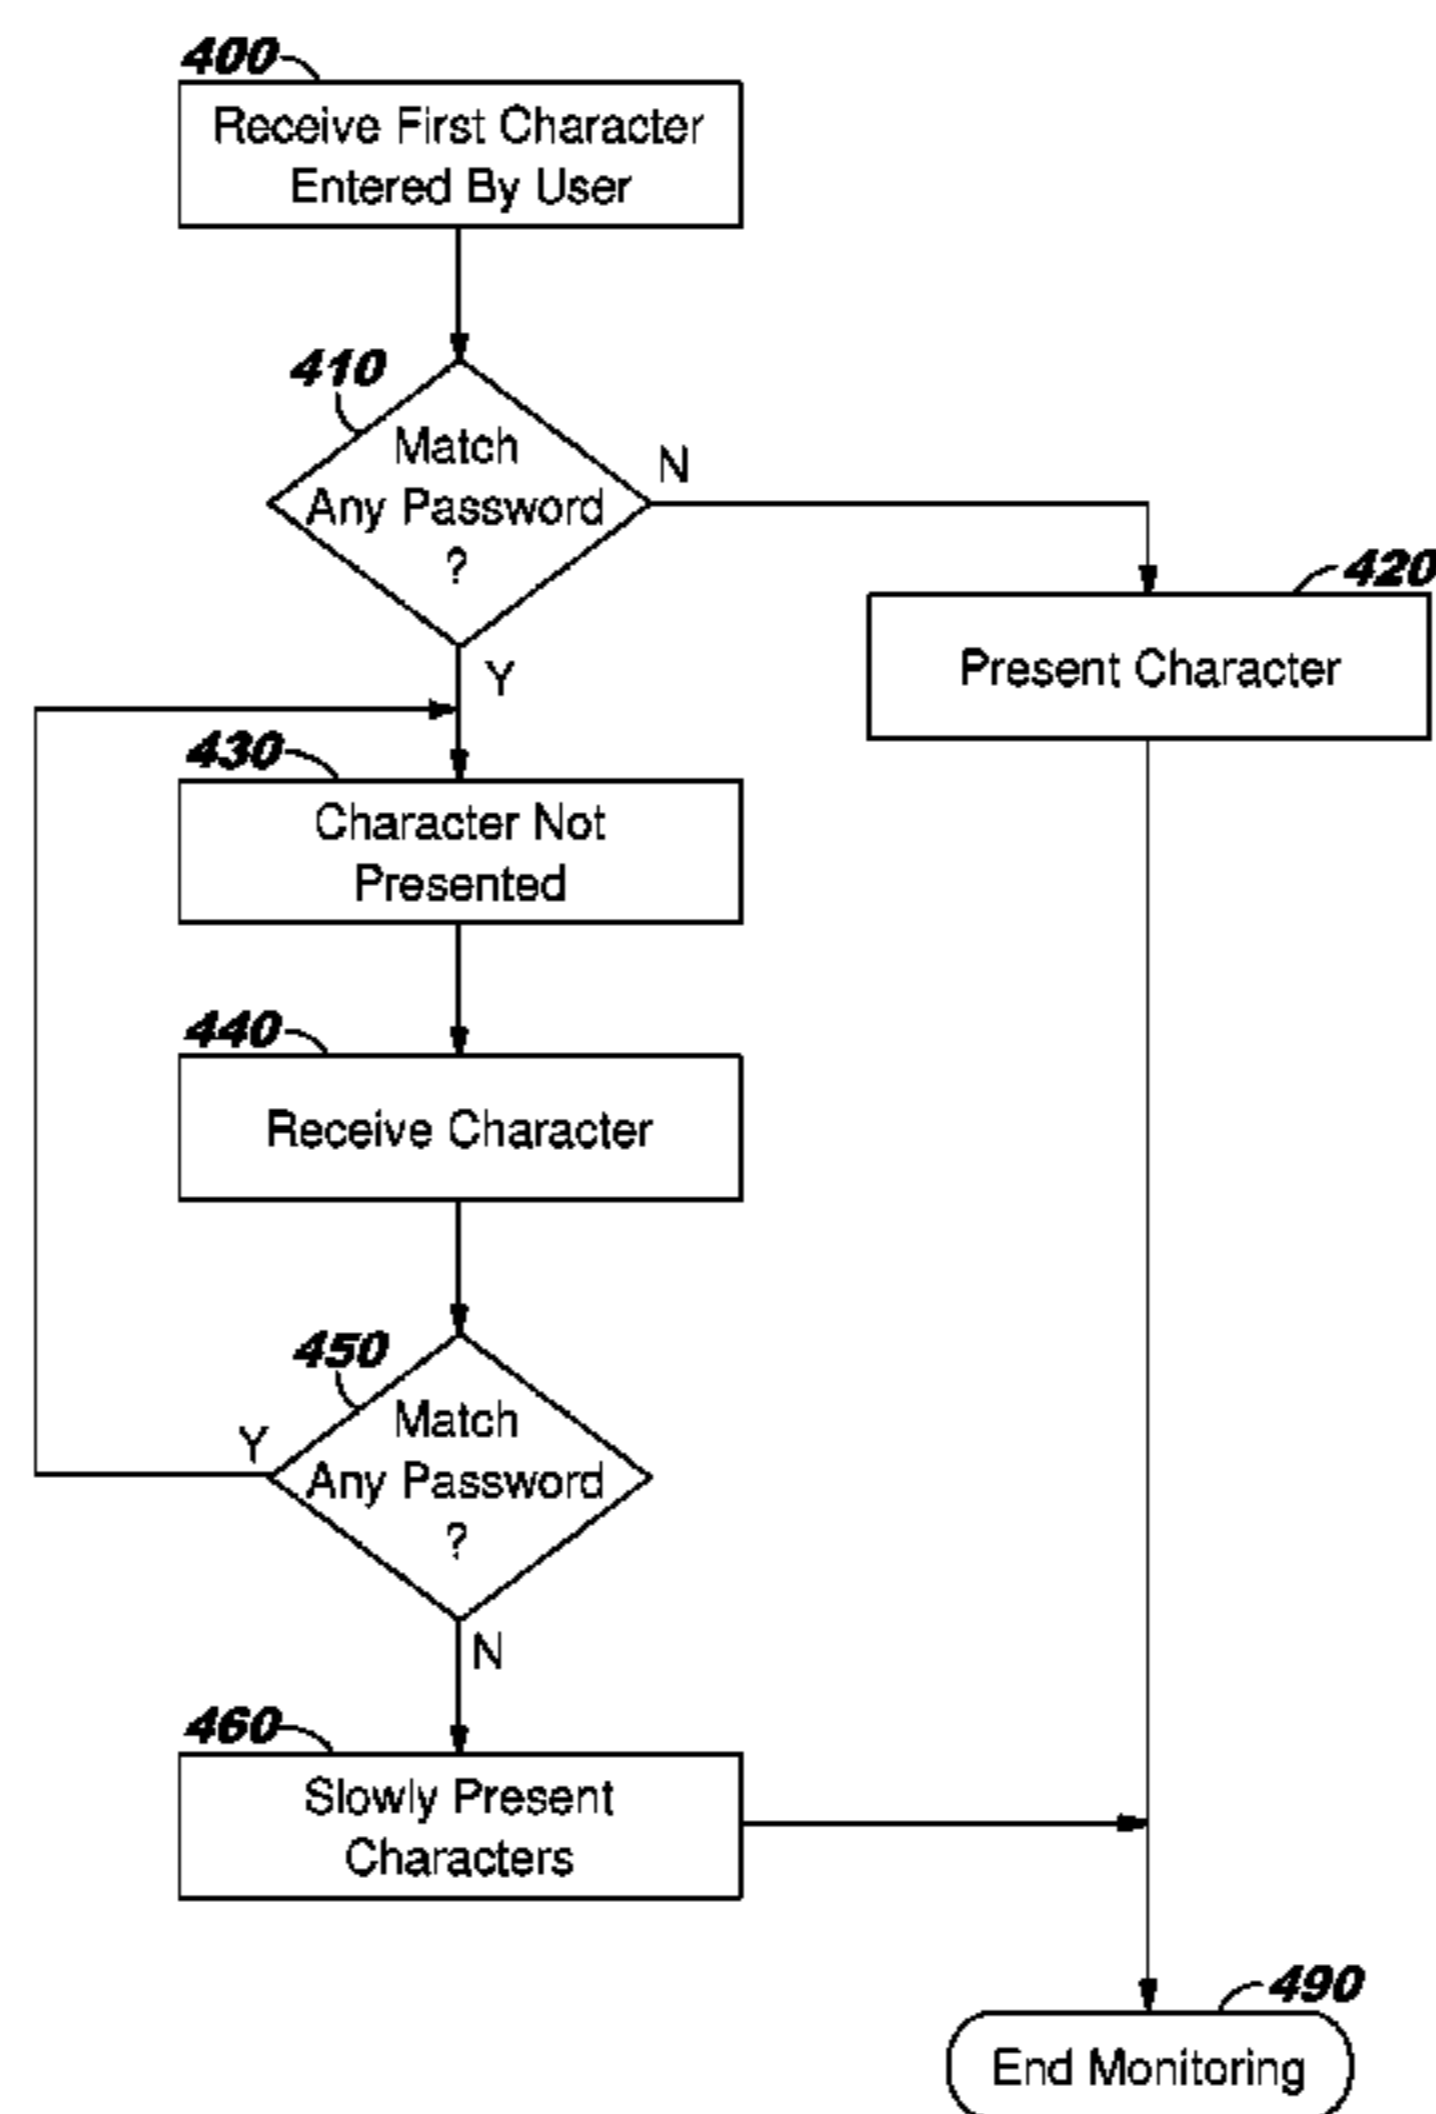 400
Receive First Character
Entered By User
410
Match
Any Password
?
N
Y
420
Present Character
430
Character Not
Presented
440
Receive Character
450
Match
Any Password
?
Y
N
460
Slowly Present
Characters
490
End Monitoring